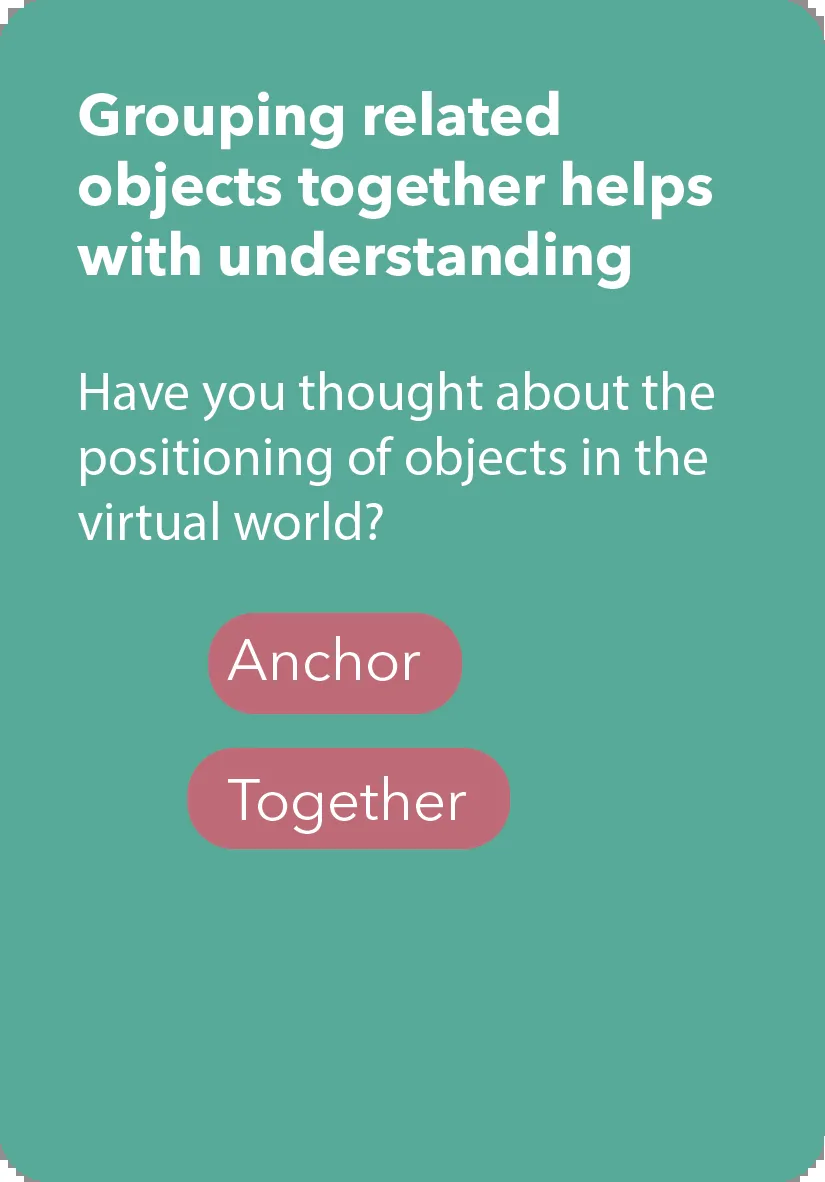 Grouping related
objects together helps
with understanding
Have you thought about the
positioning of objects in the
virtual world?
Anchor
Together